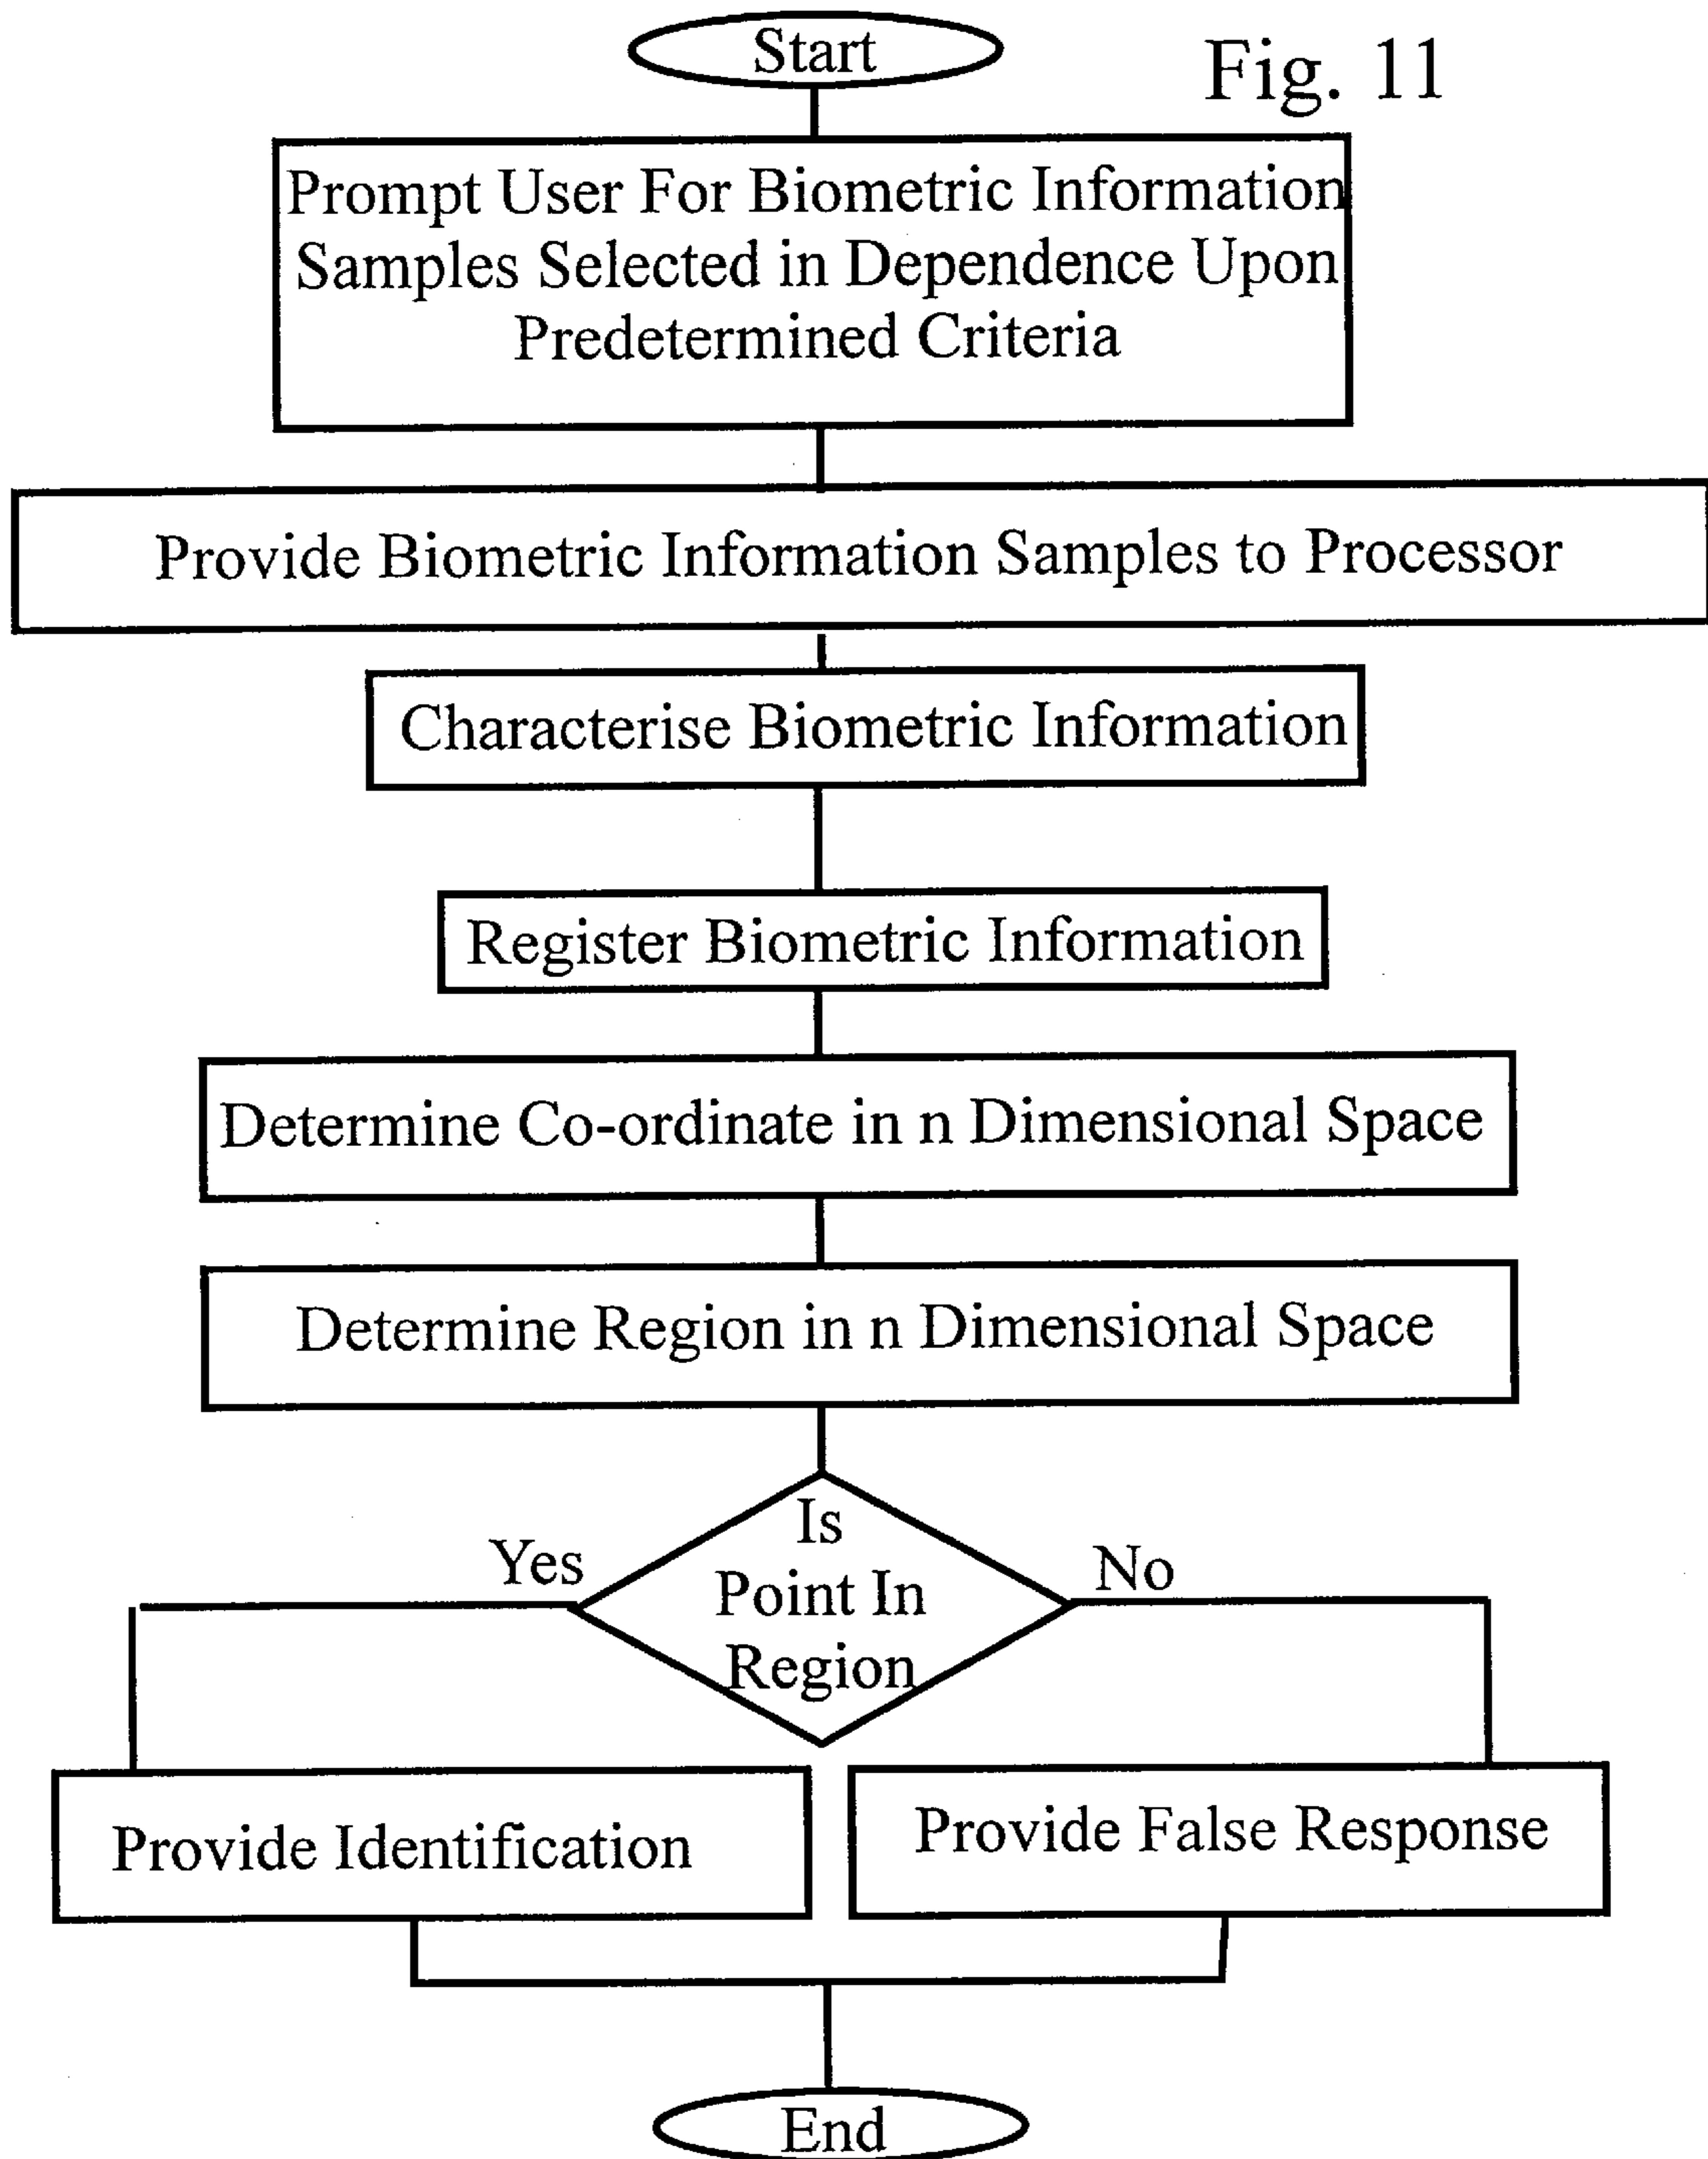 Start
Fig. 11
Prompt User For Biometric Information
Samples Selected in Dependence Upon
Predetermined Criteria
Provide Biometric Information Samples to Processor
Characterise Biometric Information
Register Biometric Information
Determine Co-ordinate in n Dimensional Space
Determine Region in n Dimensional Space
Is
Point In
Region
Yes
No
Provide Identification
Provide False Response
End